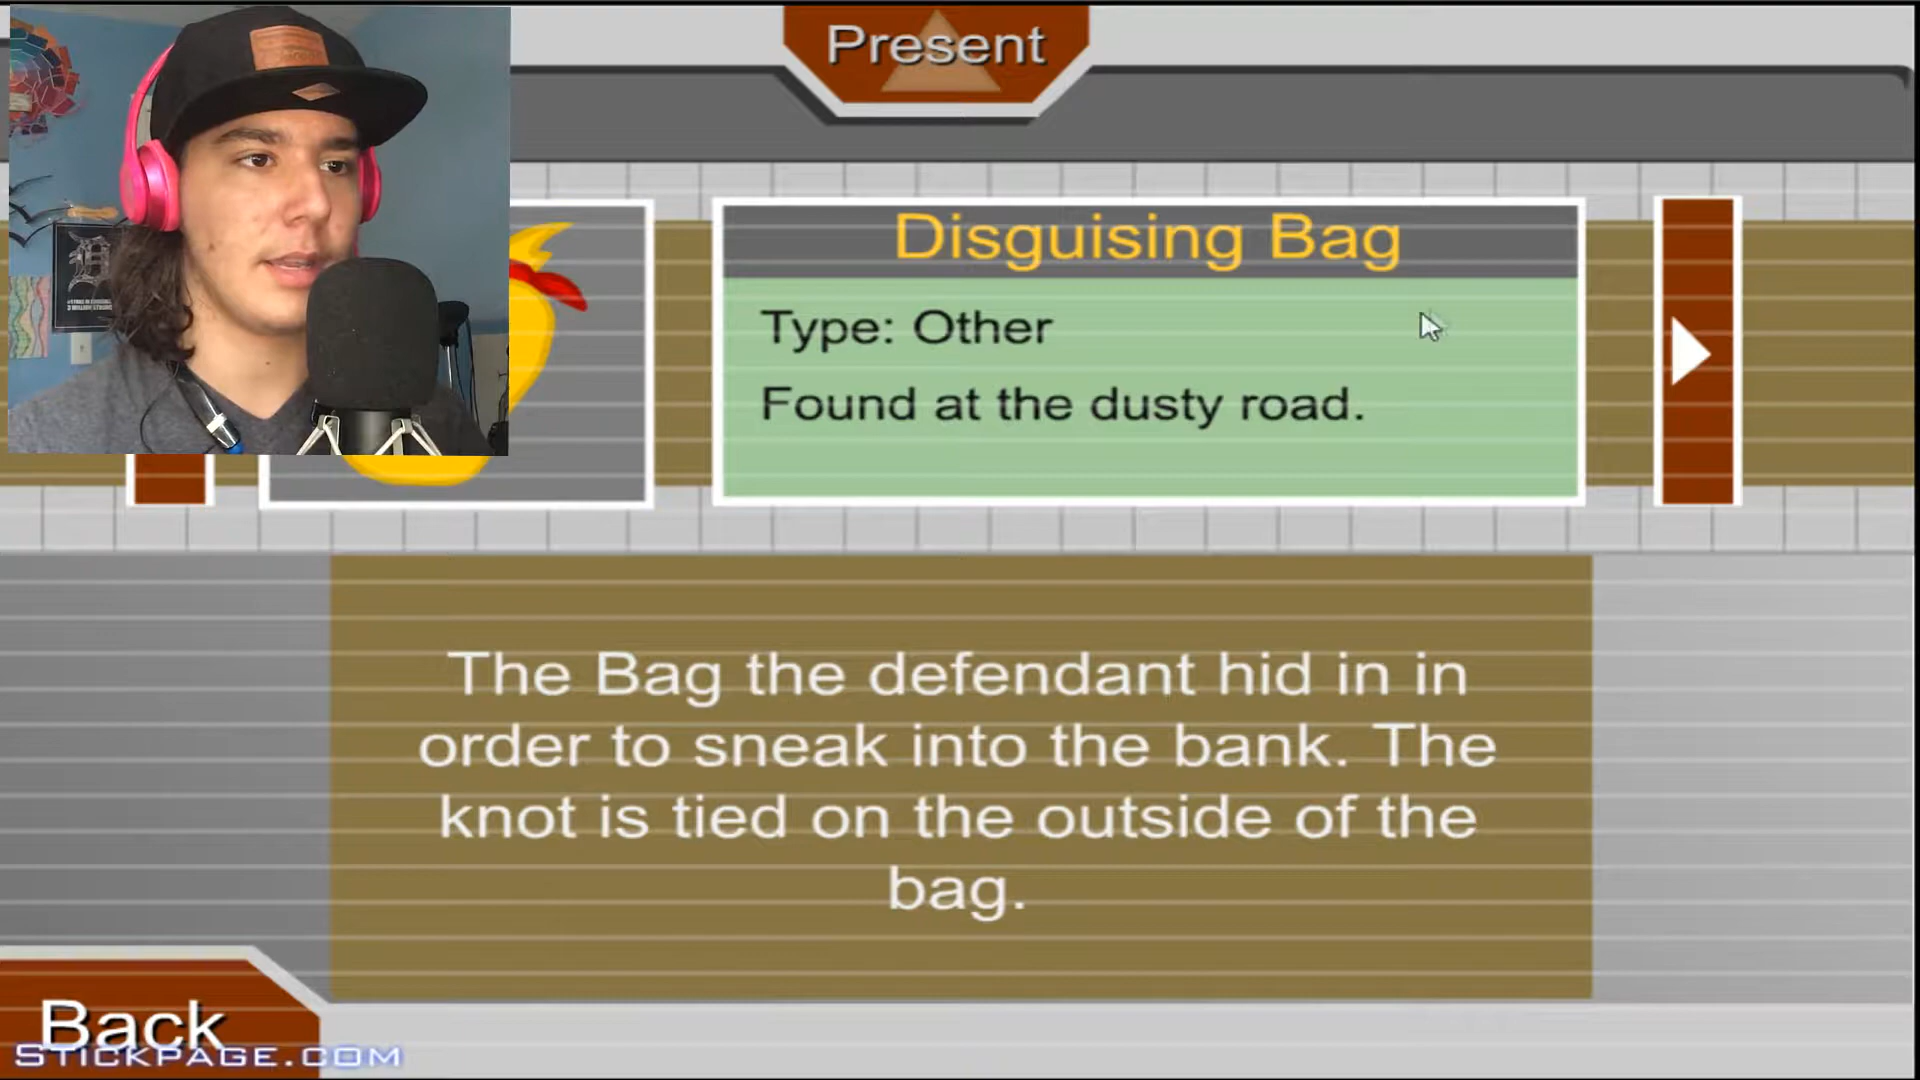 Present
Disguising Bag
Type: Other
Found at the dusty road.
The Bag the defendant hid in in
order to sneak into the bank. The
knot is tied on the outside of the
bag.
Back
STICKPAGE.COM